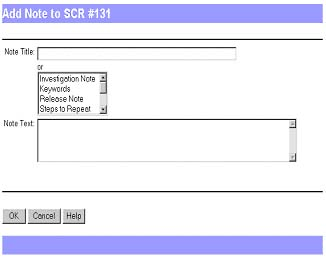 Add Note to SCR #131
Note Title:
or
Investigation Note
Keywords
Release Note
Steps to Repeat
Note Text:
OK Cancel Help